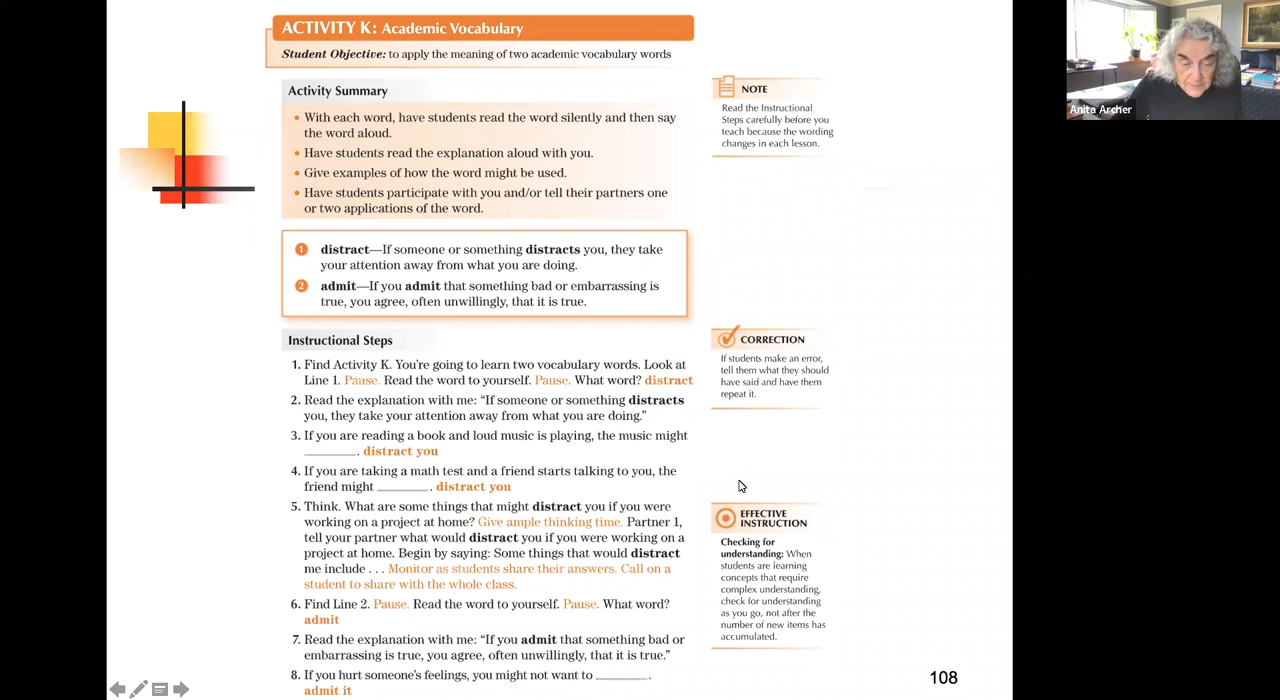 ACTIVITY K: Academic Vocabulary
Student Objective: to apply the meaning of two academic vocabulary words
Activity Summary
• With each word, have students read the word silently and then say
the word aloud.
• Have students read the explanation aloud with you.
• Give examples of how the word might be used.
• Have students participate with you and/or tell their partners one
or two applications of the word.
1 distract—If someone or something distracts you, they take
your attention away from what you are doing.
2 admit—If you admit that something bad or embarrassing is
true, you agree, often unwillingly, that it is true.
Instructional Steps
1. Find Activity K. You're going to learn two vocabulary words. Look at
Line 1. Pause. Read the word to yourself. Pause. What word? distract
2. Read the explanation with me: “If someone or something distracts
you, they take your attention away from what you are doing.”
3. If you are reading a book and loud music is playing, the music might
________. distract you
4. If you are taking a math test and a friend starts talking to you, the
friend might ________. distract you
5. Think. What are some things that might distract you if you were
working on a project at home? Give ample thinking time. Partner 1,
tell your partner what would distract you if you were working on a
project at home. Begin by saying: Some things that would distract
me include . . . Monitor as students share their answers. Call on a
student to share with the whole class.
6. Find Line 2. Pause. Read the word to yourself. Pause. What word?
admit
7. Read the explanation with me: “If you admit that something bad or
embarrassing is true, you agree, often unwillingly, that it is true.”
8. If you hurt someone's feelings, you might not want to ________.
admit it
NOTE
Read the Instructional
Steps carefully before you
teach because the wording
changes in each lesson.
CORRECTION
If students make an error,
tell them what they should
have said and have them
repeat it.
EFFECTIVE
INSTRUCTION
Checking for
understanding: When
students are learning
concepts that require
complex understanding,
check for understanding
as you go, not after the
number of new items has
accumulated.
108
Anita Archer